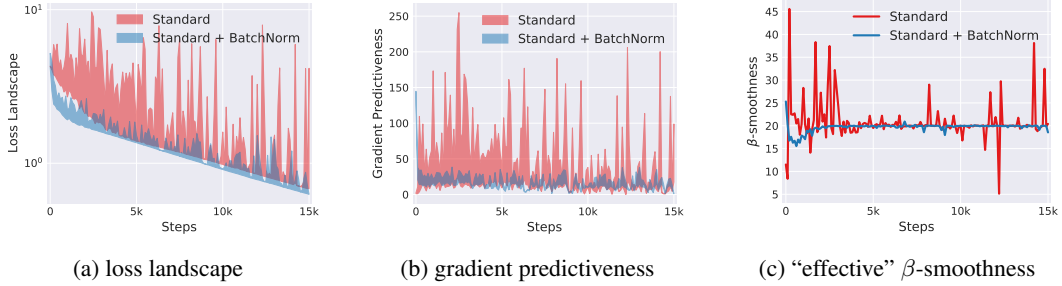 10¹
10⁰
Loss Landscape
Standard
Standard + BatchNorm
0
5k
10k
15k
Steps
(a) loss landscape
250
200
150
100
50
0
Gradient Predictiveness
Standard
Standard + BatchNorm
0
5k
10k
15k
Steps
(b) gradient predictiveness
45
40
35
30
25
20
15
10
5
β-smoothness
Standard
Standard + BatchNorm
0
5k
10k
15k
Steps
(c) “effective” β-smoothness